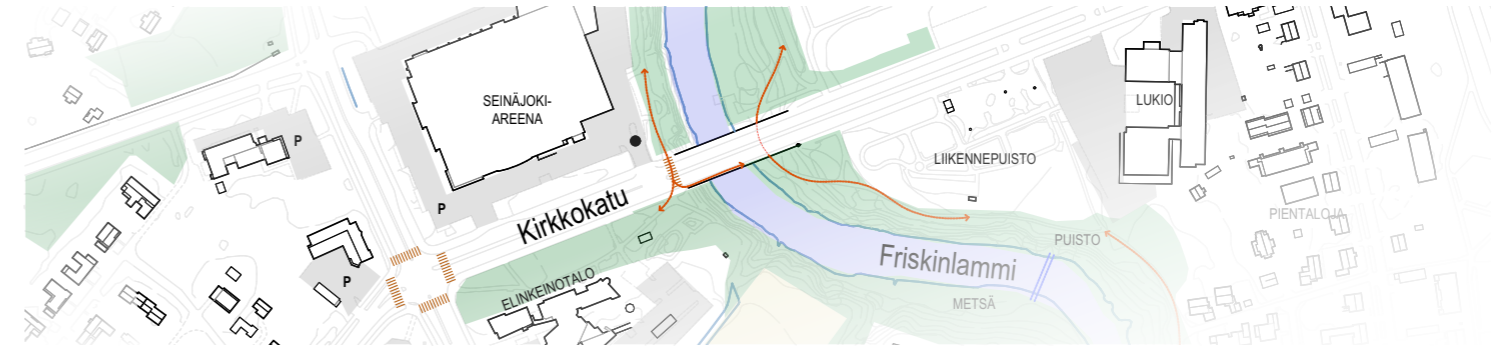 SEINÄJOKI-
AREENA
P
LUKIO
LIIKENNEPUISTO
P
Kirkkokatu
PIENTALOJA
PUISTO
Friskinlammi
P
ELINKEINOTALO
METSÄ